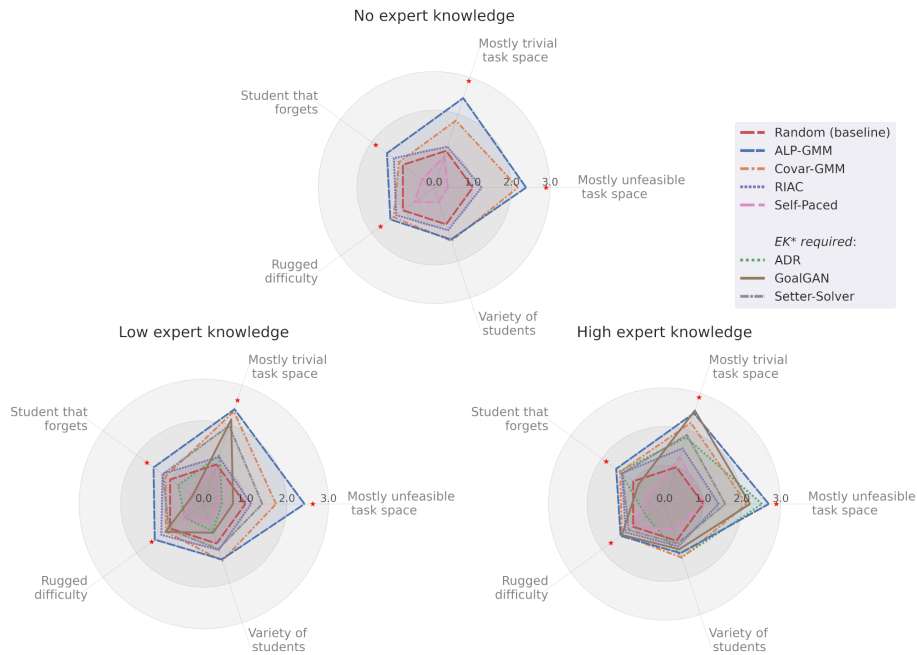 No expert knowledge
Mostly trivial
task space
Student that
forgets
0.0
1.0
2.0
3.0
Mostly unfeasible
task space
Rugged
difficulty
Variety of
students
Random (baseline)
ALP-GMM
Covar-GMM
RIAC
Self-Paced
EK* required:
ADR
GoalGAN
Setter-Solver
Low expert knowledge
Mostly trivial
task space
Student that
forgets
0.0
1.0
2.0
3.0
Mostly unfeasible
task space
Rugged
difficulty
Variety of
students
High expert knowledge
Mostly trivial
task space
Student that
forgets
0.0
1.0
2.0
3.0
Mostly unfeasible
task space
Rugged
difficulty
Variety of
students